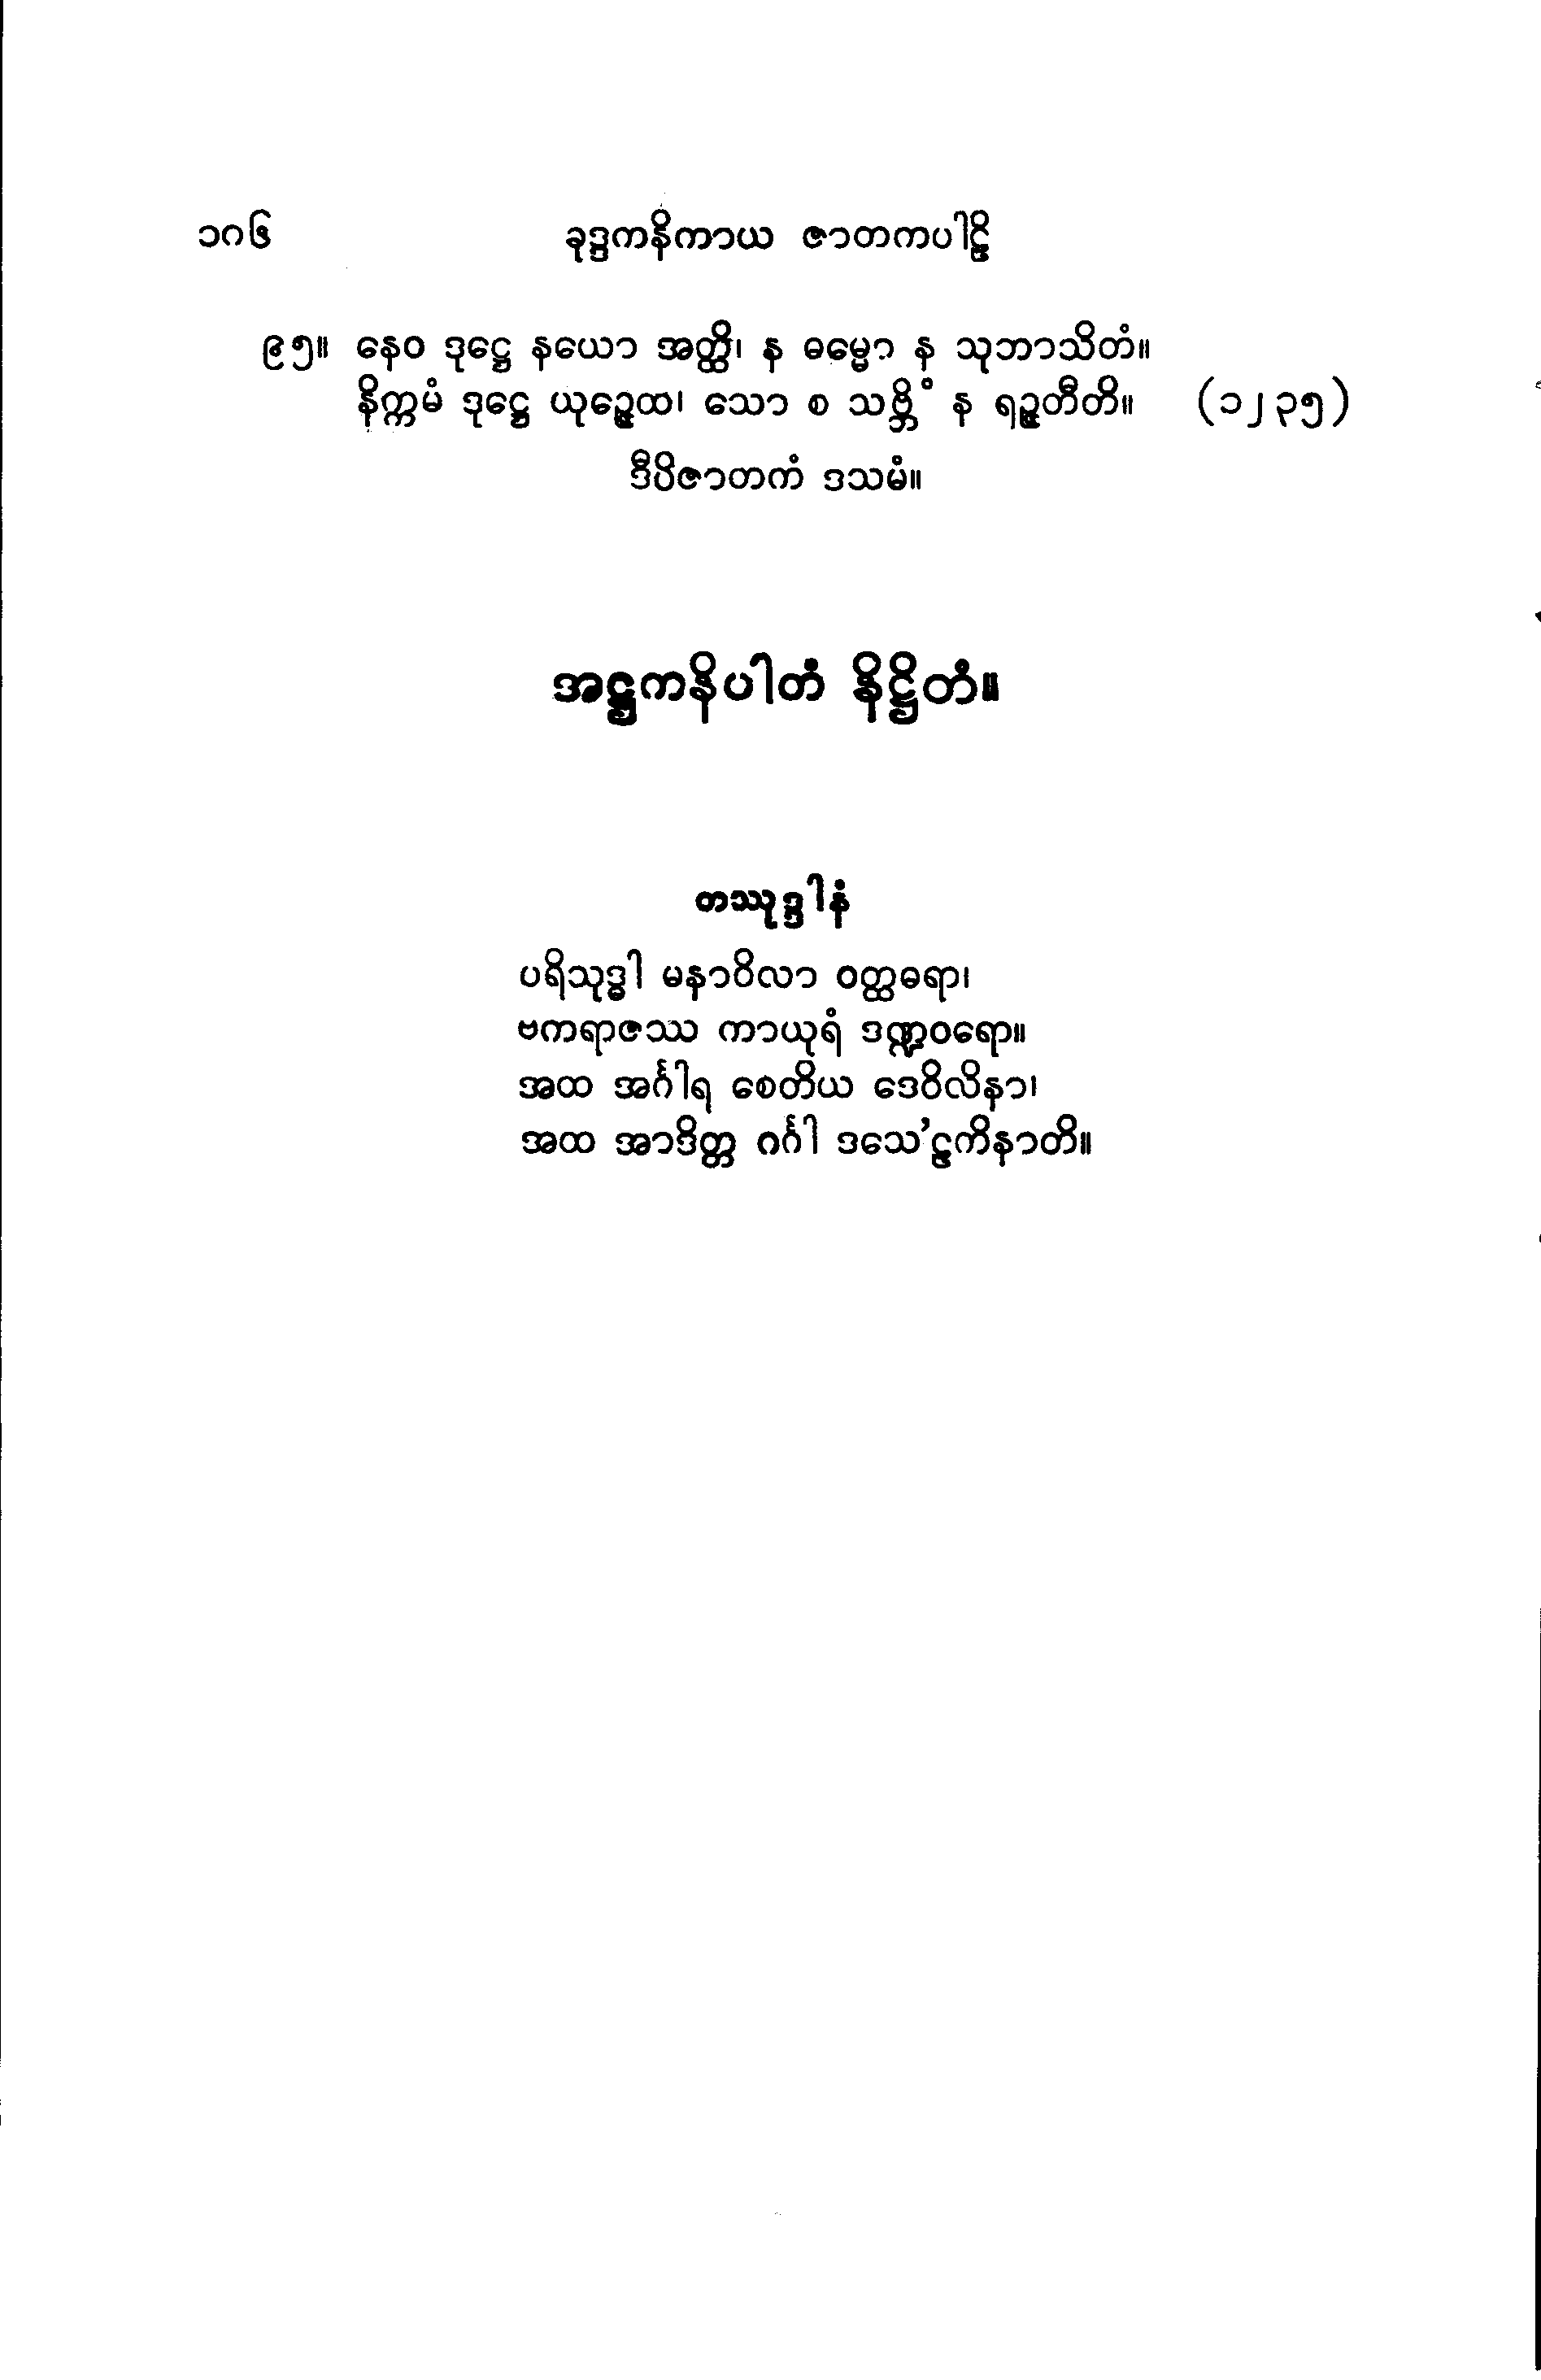 ၁၈၆ ခုဒ္ဒကနိကာယ ဇာတကပါဠိ
၉၅။ နေဝ ဒုဋ္ဌေ နယော အတ္ထိ၊ န ဓမ္မော န သုဘာသိတံ။
နိက္ကမံ ဒုဋ္ဌေ ယုဉ္ဇေထ၊ သော စ သဗ္ဘိံ န ရဉ္ဇတီတိ။ (၁၂၃၅)
ဒီပိဇာတကံ ဒသမံ။
အဋ္ဌကနိပါတံ နိဋ္ဌိတံ။
တဿုဒ္ဒါနံ
ပရိသုဒ္ဓါ မနာဝိလာ ဝတ္ထဓရာ၊
ဗကရာဇဿ ကာယုရံ ဒဏ္ဍဝရော။
အထ အင်္ဂါရ စေတိယ ဒေဝိလိနာ၊
အထ အာဒိတ္တ ဂင်္ဂါ ဒသေ'ဠကိနာတိ။